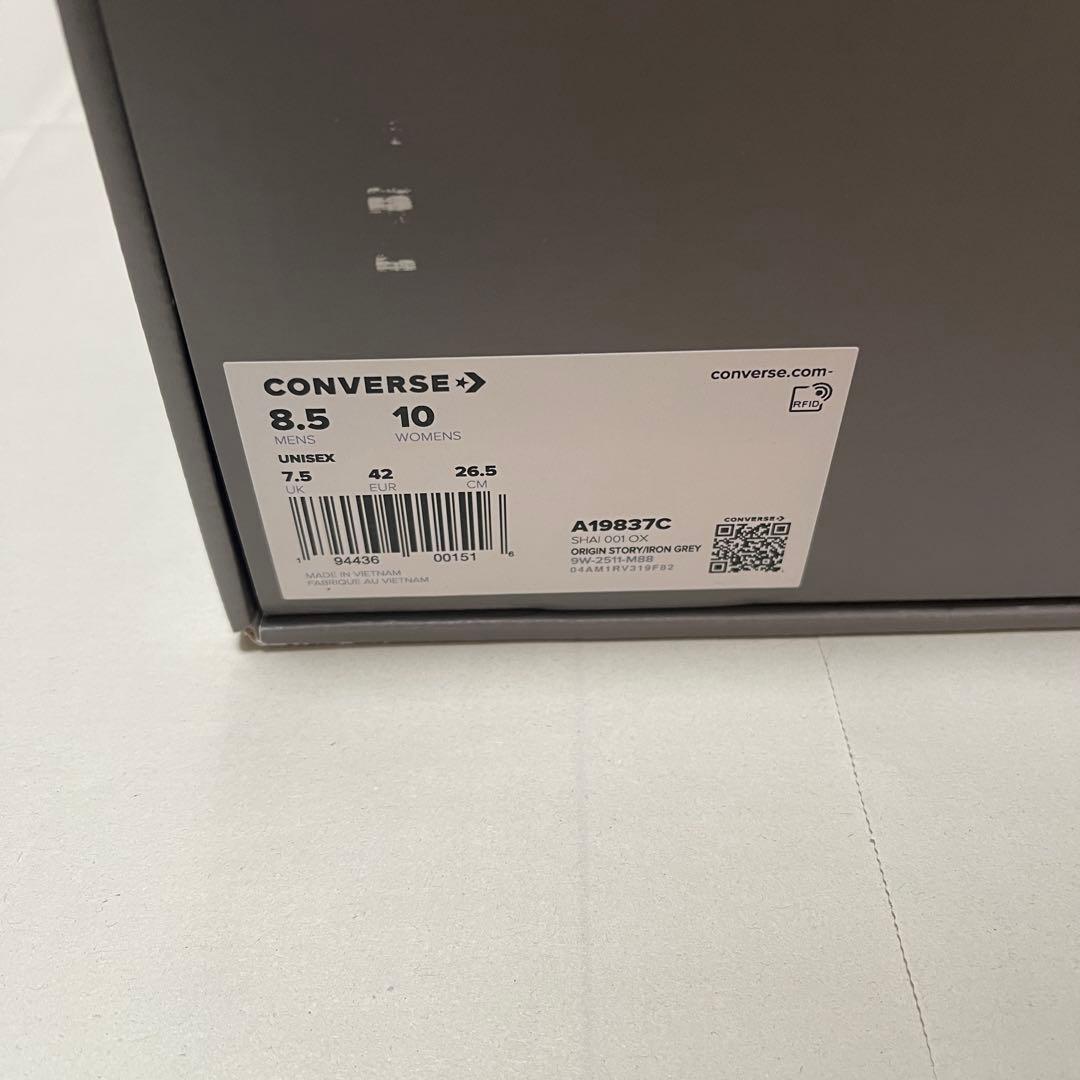 CONVERSE
converse.com-
RFID
8.5 10
MENS WOMENS
UNISEX
7.5 42 26.5
UK EUR CM
1 94436 00151 6
MADE IN VIETNAM
FABRIQUE AU VIETNAM
CONVERSE
A19837C
SHAI 001 OX
ORIGIN STORY/IRON GREY
9W-2511-M88
04AM1RV319F82